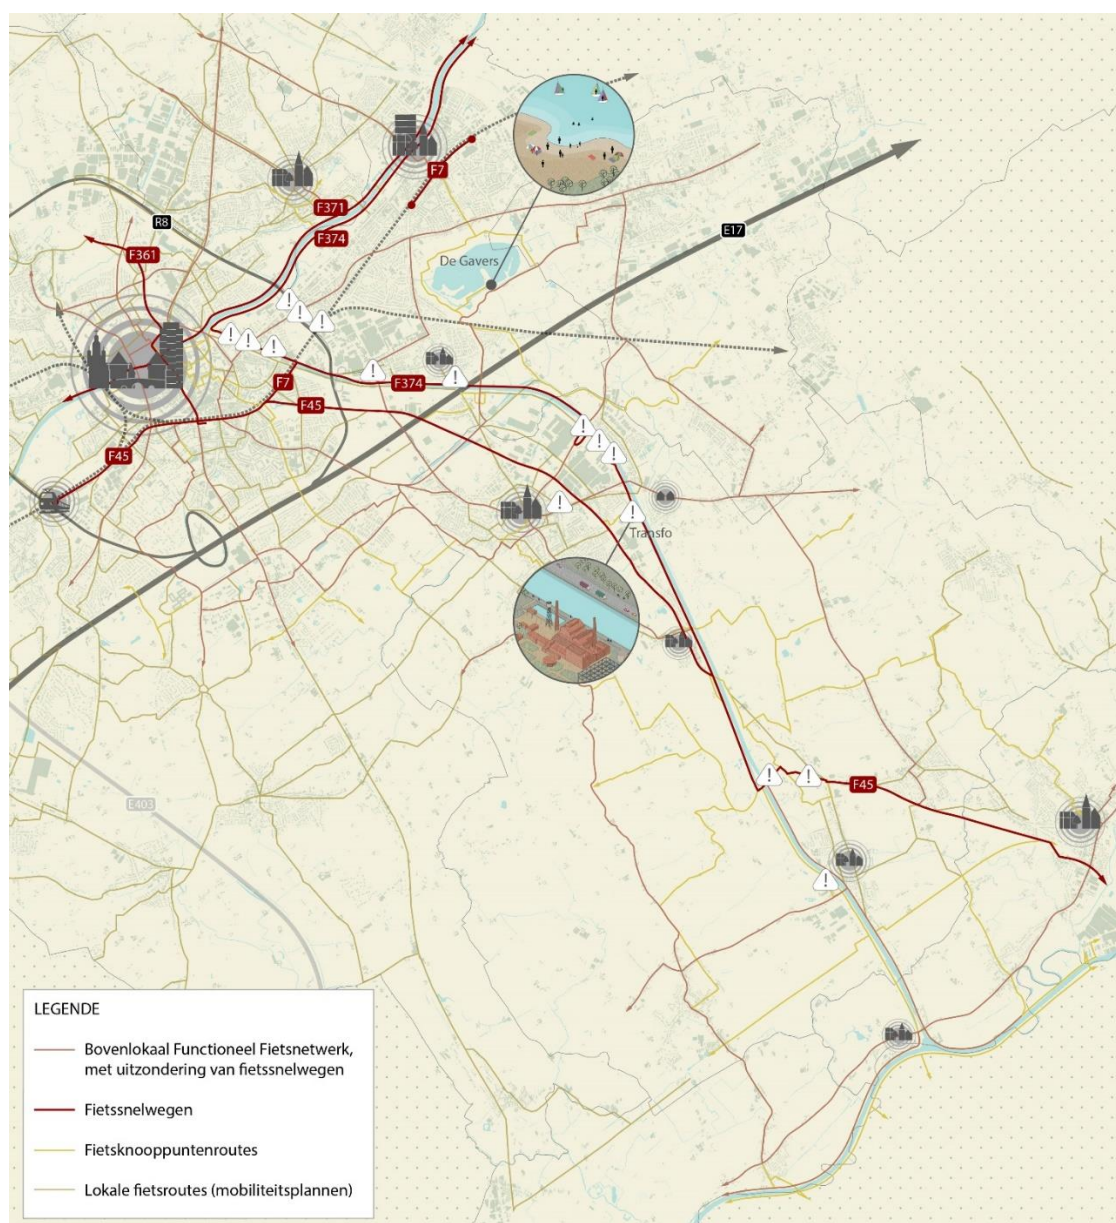 R8
F7
F371
F374
E17
F361
De Gavers
F7
F374
F45
F45
Transfo
F45
E403
LEGENDE
Bovenlokaal Functioneel Fietsnetwerk,
met uitzondering van fietssnelwegen
Fietssnelwegen
Fietsknooppuntenroutes
Lokale fietsroutes (mobiliteitsplannen)